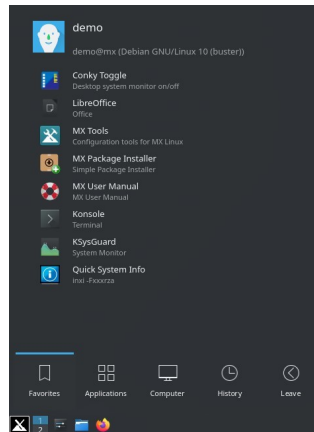 demo
demo@mx (Debian GNU/Linux 10 (buster))
Conky Toggle
Desktop system monitor on/off
LibreOffice
Office
MX Tools
Configuration tools for MX Linux
MX Package Installer
Simple Package Installer
MX User Manual
MX User Manual
Konsole
Terminal
KSysGuard
System Monitor
Quick System Info
inxi -Fxxxrza
Favorites Applications Computer History Leave
1
2